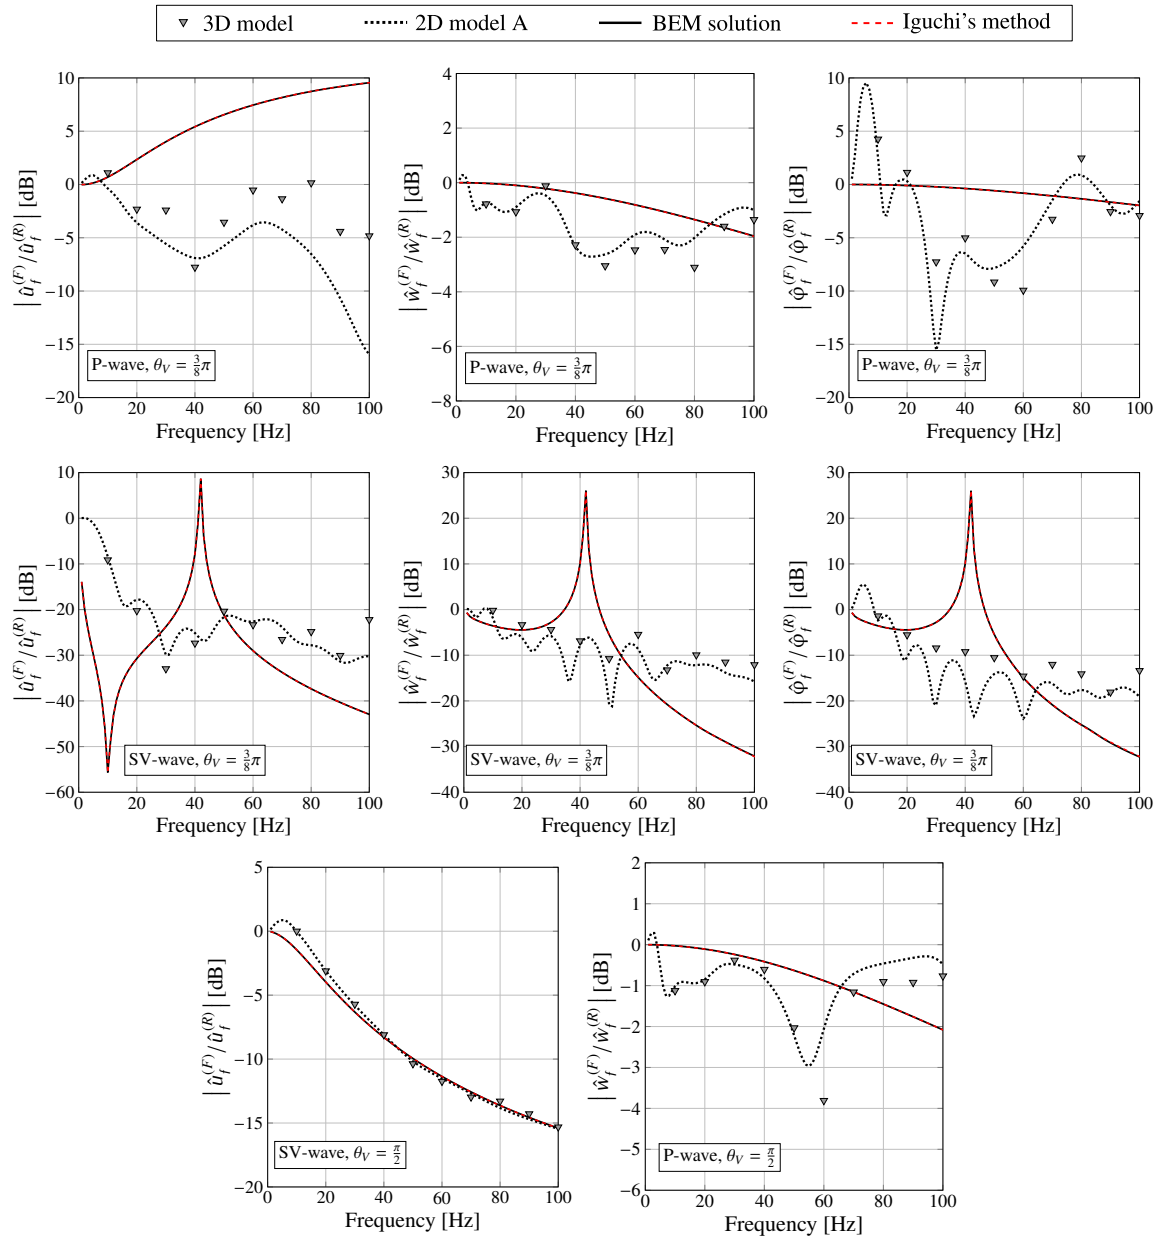 3D model 2D model A BEM solution Iguchi's method
10
5
0
−5
−10
−15
−20
| û_f^(F)/û_f^(R) | [dB]
P-wave, θ_V = 3/8 π
0 20 40 60 80 100
Frequency [Hz]
4
2
0
−2
−4
−6
−8
| ŵ_f^(F)/ŵ_f^(R) | [dB]
P-wave, θ_V = 3/8 π
0 20 40 60 80 100
Frequency [Hz]
10
5
0
−5
−10
−15
−20
| φ̂_f^(F)/φ̂_f^(R) | [dB]
P-wave, θ_V = 3/8 π
0 20 40 60 80 100
Frequency [Hz]
10
0
−10
−20
−30
−40
−50
−60
| û_f^(F)/û_f^(R) | [dB]
SV-wave, θ_V = 3/8 π
0 20 40 60 80 100
Frequency [Hz]
30
20
10
0
−10
−20
−30
−40
| ŵ_f^(F)/ŵ_f^(R) | [dB]
SV-wave, θ_V = 3/8 π
0 20 40 60 80 100
Frequency [Hz]
30
20
10
0
−10
−20
−30
−40
| φ̂_f^(F)/φ̂_f^(R) | [dB]
SV-wave, θ_V = 3/8 π
0 20 40 60 80 100
Frequency [Hz]
5
0
−5
−10
−15
−20
| û_f^(F)/û_f^(R) | [dB]
SV-wave, θ_V = π/2
0 20 40 60 80 100
Frequency [Hz]
2
1
0
−1
−2
−3
−4
−5
−6
| ŵ_f^(F)/ŵ_f^(R) | [dB]
P-wave, θ_V = π/2
0 20 40 60 80 100
Frequency [Hz]